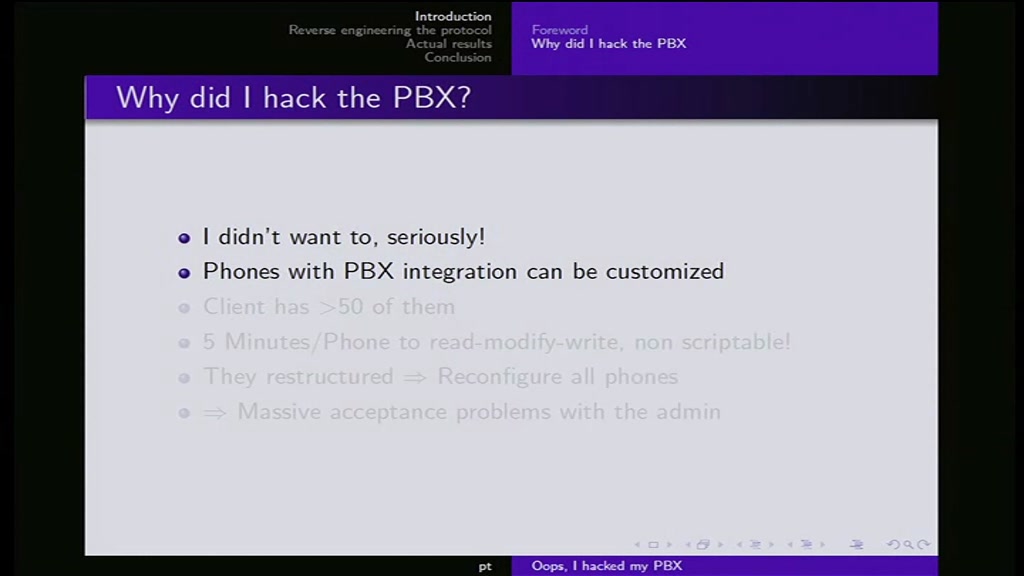 Introduction
Reverse engineering the protocol
Actual results
Conclusion
Foreword
Why did I hack the PBX
Why did I hack the PBX?
I didn't want to, seriously!
Phones with PBX integration can be customized
Client has >50 of them
5 Minutes/Phone to read-modify-write, non scriptable!
They restructured ⇒ Reconfigure all phones
⇒ Massive acceptance problems with the admin
pt
Oops, I hacked my PBX